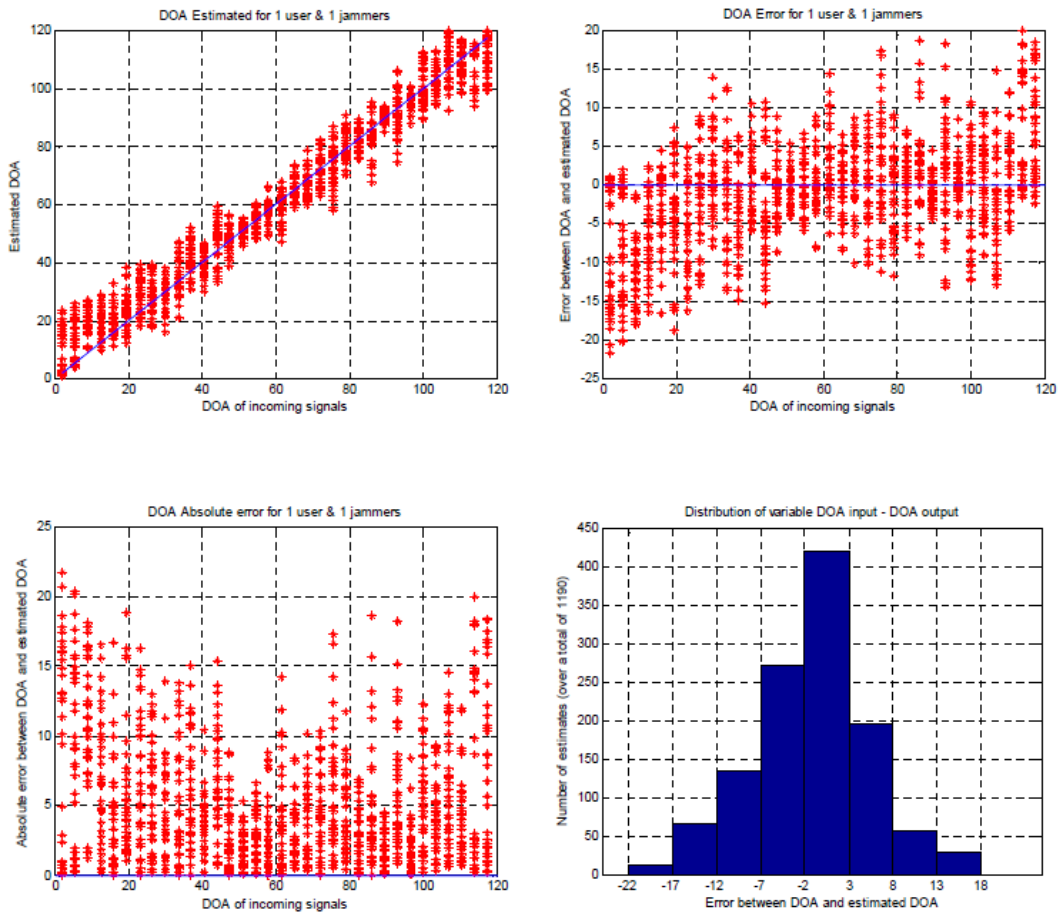 DOA Estimated for 1 user & 1 jammers
120
100
80
60
40
20
0
0 20 40 60 80 100 120
Estimated DOA
DOA of incoming signals
DOA Error for 1 user & 1 jammers
20
15
10
5
0
-5
-10
-15
-20
-25
0 20 40 60 80 100 120
Error between DOA and estimated DOA
DOA of incoming signals
DOA Absolute error for 1 user & 1 jammers
25
20
15
10
5
0
0 20 40 60 80 100 120
Absolute error between DOA and estimated DOA
DOA of incoming signals
Distribution of variable DOA input - DOA output
450
400
350
300
250
200
150
100
50
0
-22 -17 -12 -7 -2 3 8 13 18
Number of estimates (over a total of 1190)
Error between DOA and estimated DOA